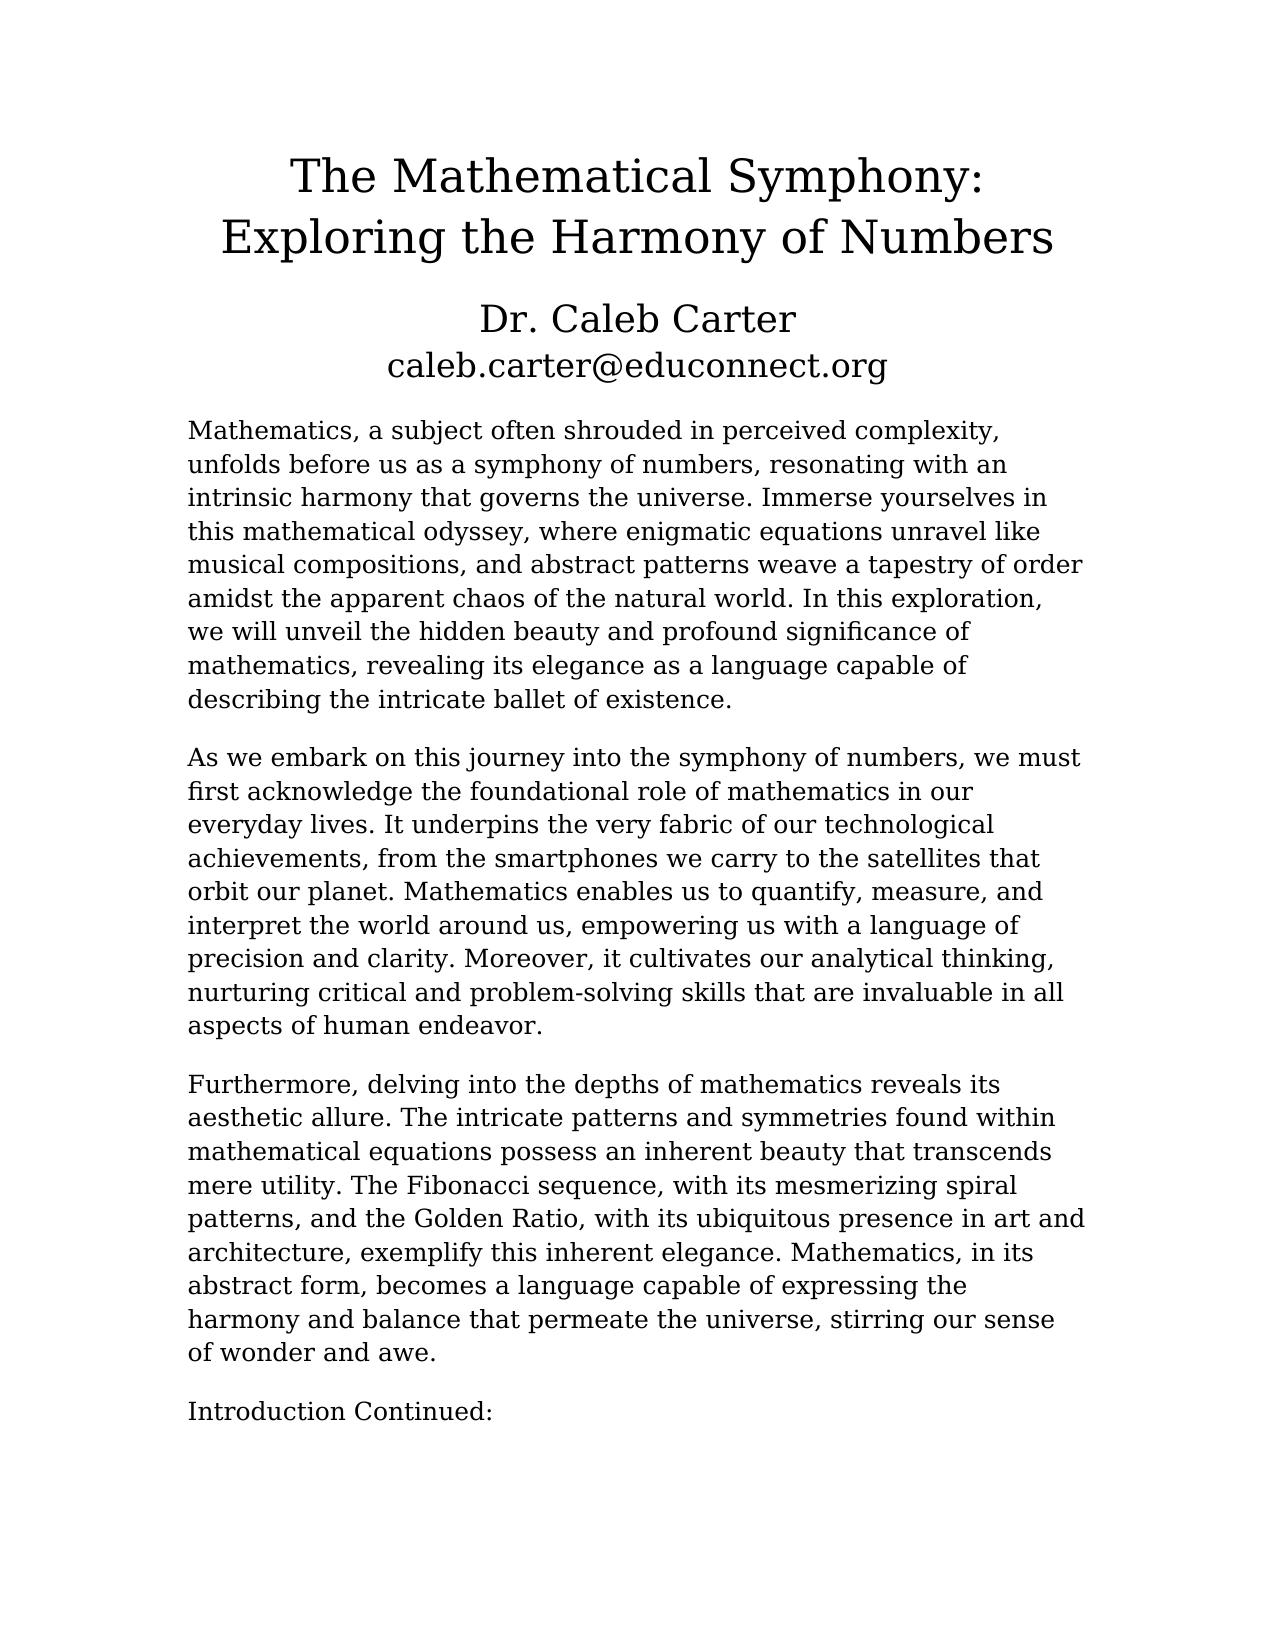 The Mathematical Symphony:
Exploring the Harmony of Numbers
Dr. Caleb Carter
caleb.carter@educonnect.org
Mathematics, a subject often shrouded in perceived complexity,
unfolds before us as a symphony of numbers, resonating with an
intrinsic harmony that governs the universe. Immerse yourselves in
this mathematical odyssey, where enigmatic equations unravel like
musical compositions, and abstract patterns weave a tapestry of order
amidst the apparent chaos of the natural world. In this exploration,
we will unveil the hidden beauty and profound significance of
mathematics, revealing its elegance as a language capable of
describing the intricate ballet of existence.
As we embark on this journey into the symphony of numbers, we must
first acknowledge the foundational role of mathematics in our
everyday lives. It underpins the very fabric of our technological
achievements, from the smartphones we carry to the satellites that
orbit our planet. Mathematics enables us to quantify, measure, and
interpret the world around us, empowering us with a language of
precision and clarity. Moreover, it cultivates our analytical thinking,
nurturing critical and problem-solving skills that are invaluable in all
aspects of human endeavor.
Furthermore, delving into the depths of mathematics reveals its
aesthetic allure. The intricate patterns and symmetries found within
mathematical equations possess an inherent beauty that transcends
mere utility. The Fibonacci sequence, with its mesmerizing spiral
patterns, and the Golden Ratio, with its ubiquitous presence in art and
architecture, exemplify this inherent elegance. Mathematics, in its
abstract form, becomes a language capable of expressing the
harmony and balance that permeate the universe, stirring our sense
of wonder and awe.
Introduction Continued: